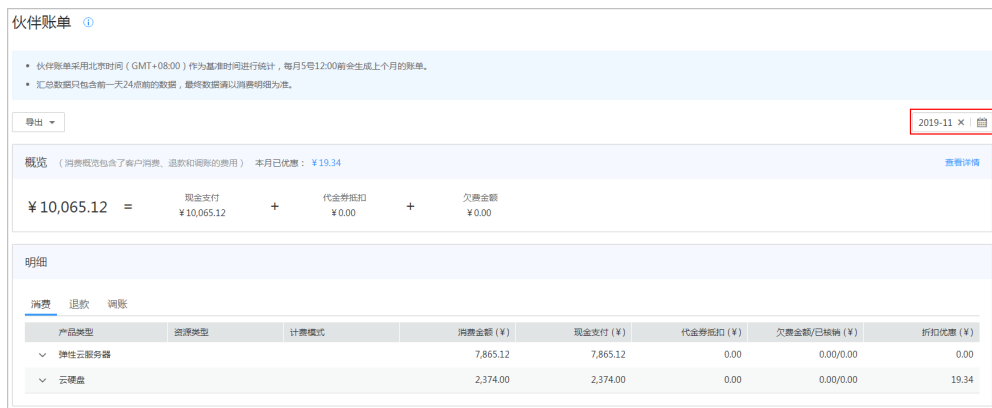 伙伴账单
伙伴账单采用北京时间（GMT+08:00）作为基准时间进行统计，每月5号12:00前会生成上个月的账单。
汇总数据只包含前一天24点前的数据，最终数据请以消费明细为准。
导出 2019-11 ×
概览 （消费概览包含了客户消费、退款和调账的费用） 本月已优惠： ¥19.34 查看详情
现金支付 代金券抵扣 欠费金额
¥10,065.12 = ¥10,065.12 + ¥0.00 + ¥0.00
明细
消费 退款 调账
产品类型 资源类型 计费模式 消费金额 (¥) 现金支付 (¥) 代金券抵扣 (¥) 欠费金额/已核销 (¥) 折扣优惠 (¥)
弹性云服务器 7,865.12 7,865.12 0.00 0.00/0.00 0.00
云硬盘 2,374.00 2,374.00 0.00 0.00/0.00 19.34